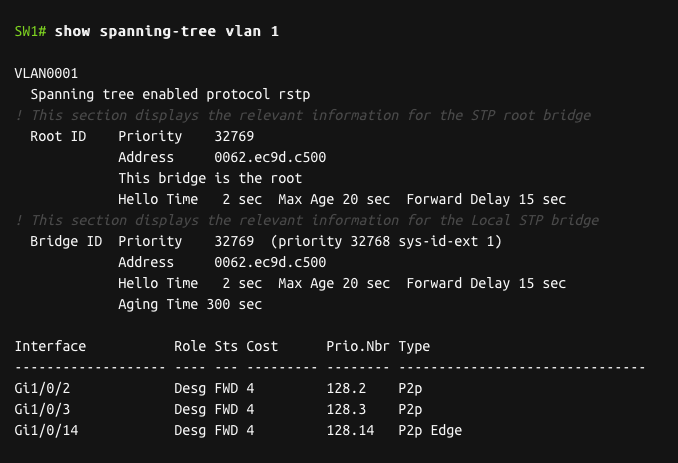 SW1# show spanning-tree vlan 1
VLAN0001
  Spanning tree enabled protocol rstp
! This section displays the relevant information for the STP root bridge
  Root ID    Priority    32769
             Address     0062.ec9d.c500
             This bridge is the root
             Hello Time   2 sec  Max Age 20 sec  Forward Delay 15 sec
! This section displays the relevant information for the Local STP bridge
  Bridge ID  Priority    32769  (priority 32768 sys-id-ext 1)
             Address     0062.ec9d.c500
             Hello Time   2 sec  Max Age 20 sec  Forward Delay 15 sec
             Aging Time 300 sec
Interface           Role Sts Cost      Prio.Nbr Type
------------------- ---- --- --------- -------- -------------------------------
Gi1/0/2             Desg FWD 4         128.2    P2p
Gi1/0/3             Desg FWD 4         128.3    P2p
Gi1/0/14            Desg FWD 4         128.14   P2p Edge